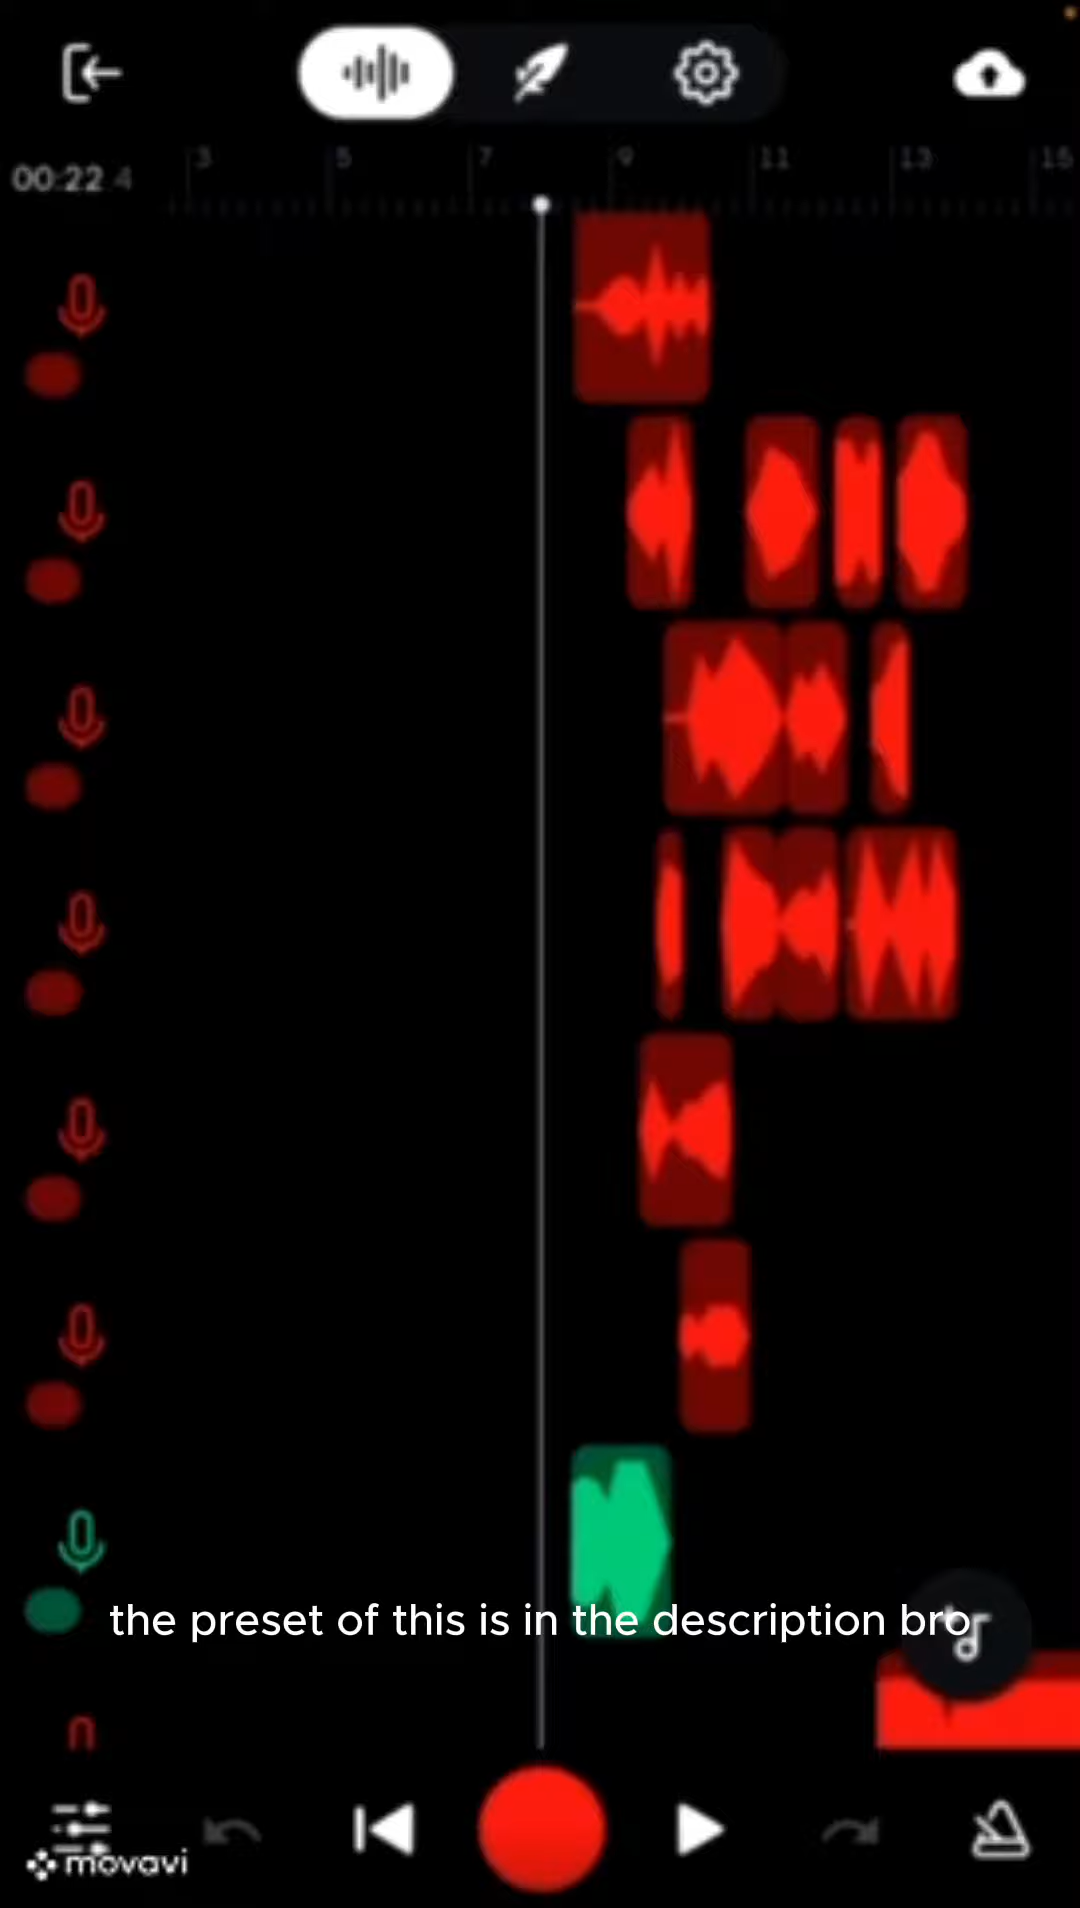 3 5 7 9 11 13 15
00:22.4
the preset of this is in the description bro
movavi